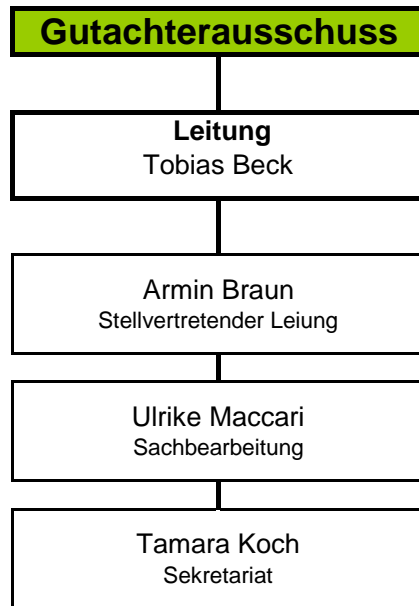 Gutachterausschuss
Leitung
Tobias Beck
Armin Braun
Stellvertretender Leiung
Ulrike Maccari
Sachbearbeitung
Tamara Koch
Sekretariat